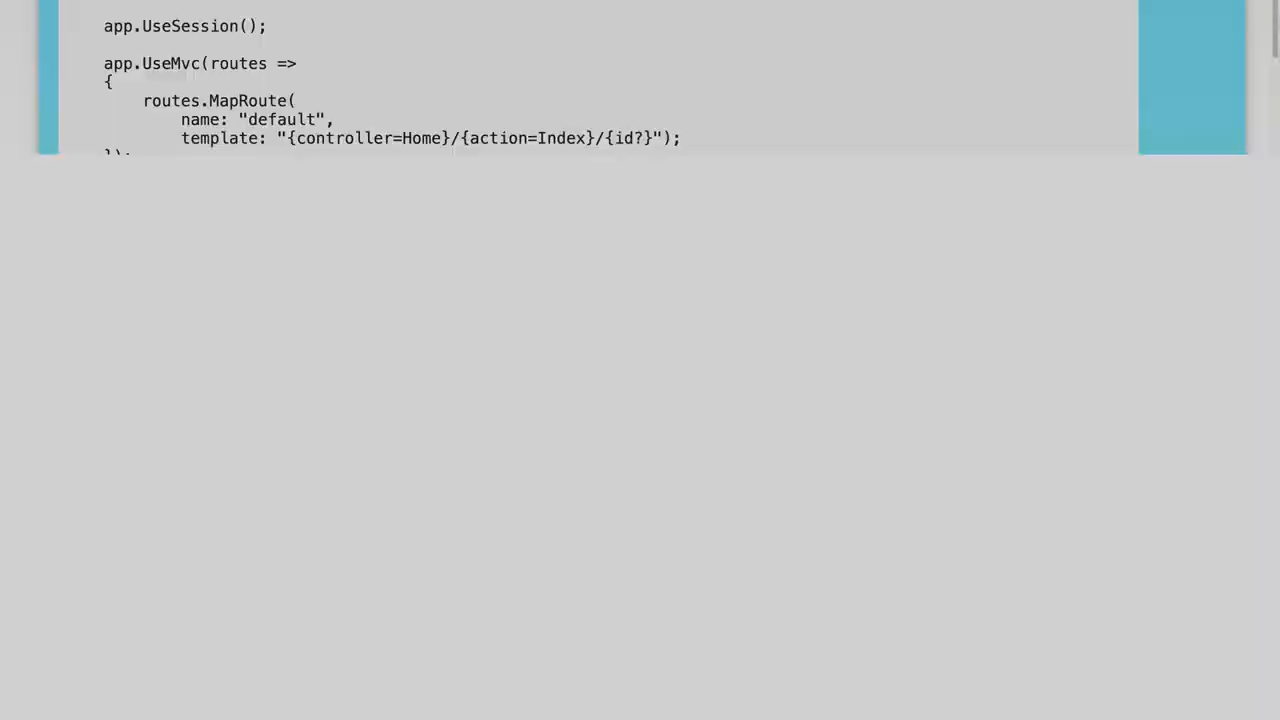 app.UseSession();
app.UseMvc(routes =>
{
routes.MapRoute(
name: "default",
template: "{controller=Home}/{action=Index}/{id?}");
});